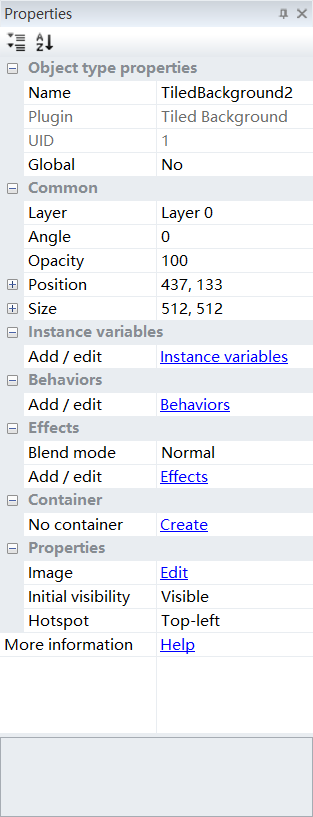 Properties
Object type properties
Name TiledBackground2
Plugin Tiled Background
UID 1
Global No
Common
Layer Layer 0
Angle 0
Opacity 100
Position 437, 133
Size 512, 512
Instance variables
Add / edit Instance variables
Behaviors
Add / edit Behaviors
Effects
Blend mode Normal
Add / edit Effects
Container
No container Create
Properties
Image Edit
Initial visibility Visible
Hotspot Top-left
More information Help